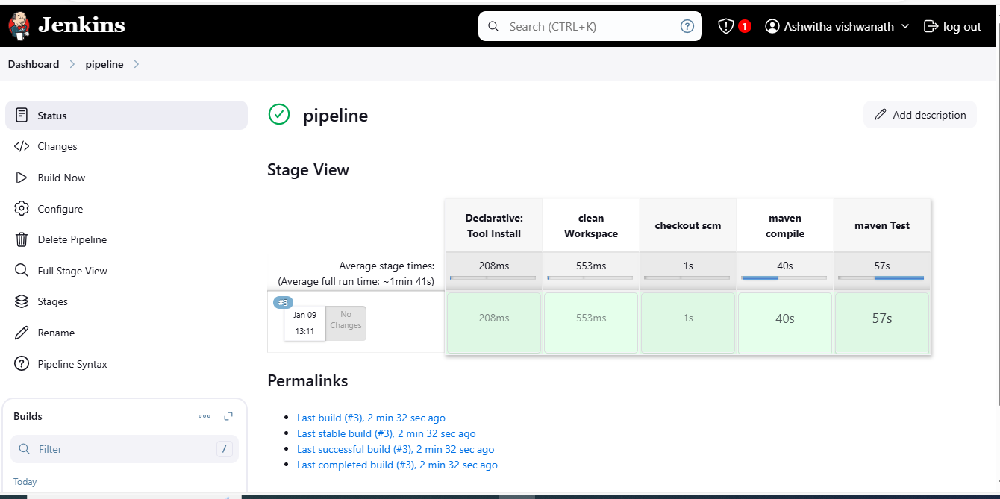 Jenkins
Search (CTRL+K)
?
1
Ashwitha vishwanath
log out
Dashboard
pipeline
Status
Changes
Build Now
Configure
Delete Pipeline
Full Stage View
Stages
Rename
Pipeline Syntax
Builds
Filter
/
Today
pipeline
Add description
Stage View
Declarative:
Tool Install
clean
Workspace
checkout scm
maven
compile
maven Test
Average stage times:
(Average full run time: ~1min 41s)
208ms
553ms
1s
40s
57s
#3
Jan 09
13:11
No
Changes
208ms
553ms
1s
40s
57s
Permalinks
Last build (#3), 2 min 32 sec ago
Last stable build (#3), 2 min 32 sec ago
Last successful build (#3), 2 min 32 sec ago
Last completed build (#3), 2 min 32 sec ago